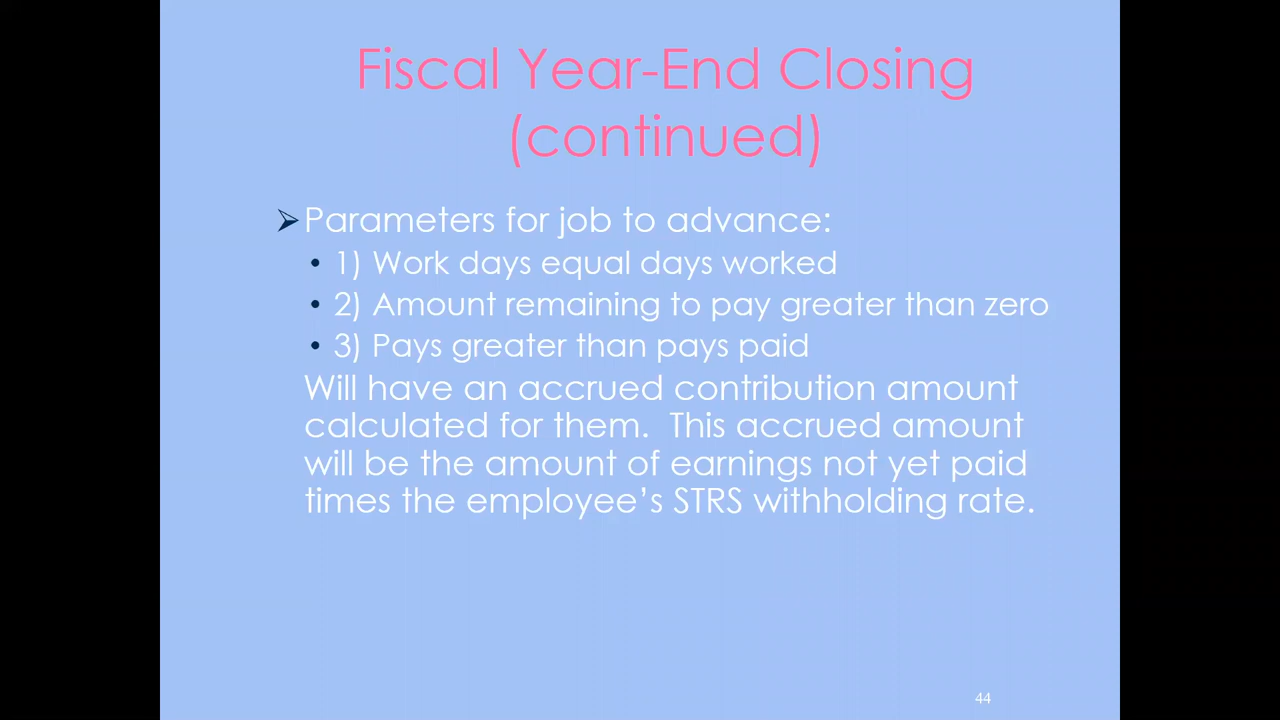 Fiscal Year-End Closing
(continued)
Parameters for job to advance:
• 1) Work days equal days worked
• 2) Amount remaining to pay greater than zero
• 3) Pays greater than pays paid
Will have an accrued contribution amount
calculated for them.  This accrued amount
will be the amount of earnings not yet paid
times the employee’s STRS withholding rate.
44